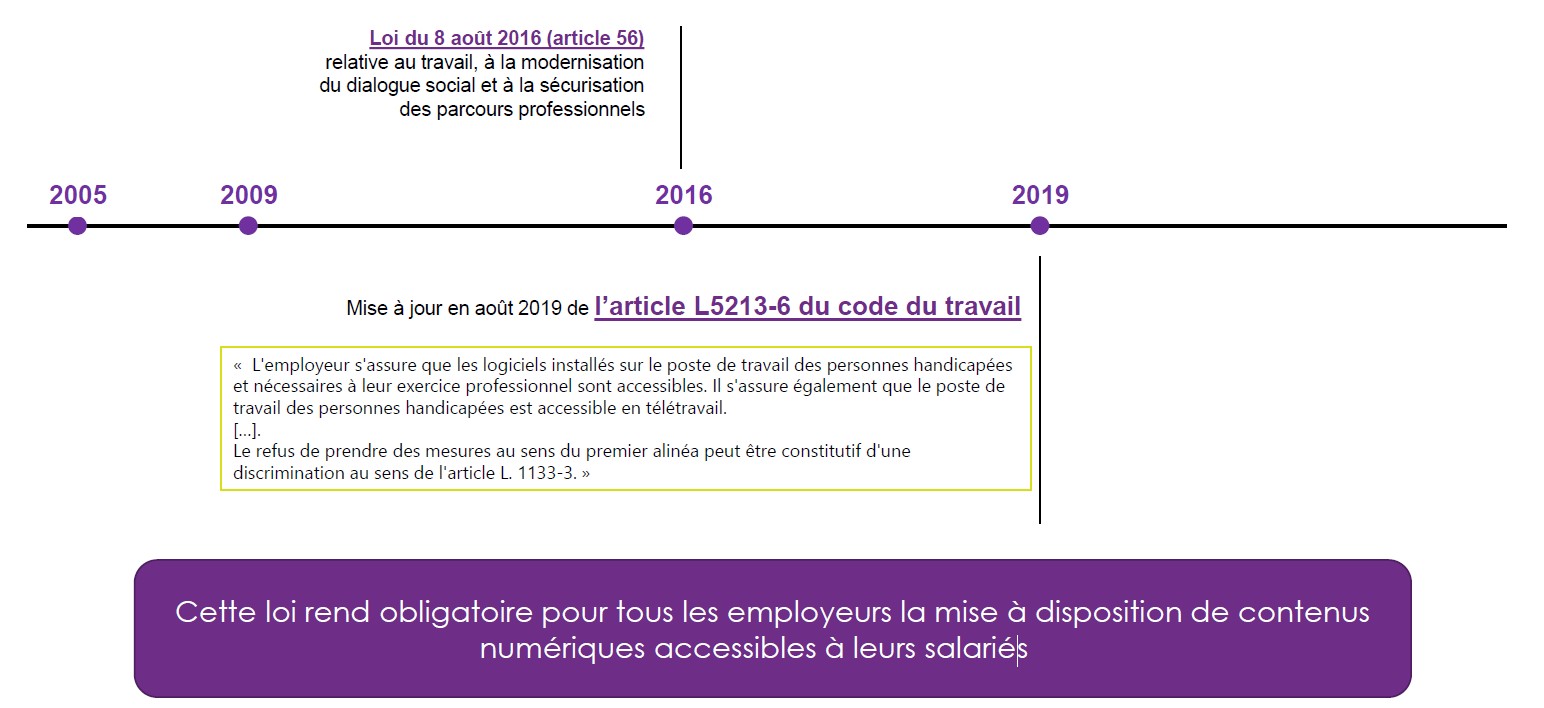 Loi du 8 août 2016 (article 56)
relative au travail, à la modernisation
du dialogue social et à la sécurisation
des parcours professionnels
2005
2009
2016
2019
Mise à jour en août 2019 de l’article L5213-6 du code du travail
«  L'employeur s'assure que les logiciels installés sur le poste de travail des personnes handicapées
et nécessaires à leur exercice professionnel sont accessibles. Il s'assure également que le poste de
travail des personnes handicapées est accessible en télétravail.
[...].
Le refus de prendre des mesures au sens du premier alinéa peut être constitutif d'une
discrimination au sens de l'article L. 1133-3. »
Cette loi rend obligatoire pour tous les employeurs la mise à disposition de contenus
numériques accessibles à leurs salariés